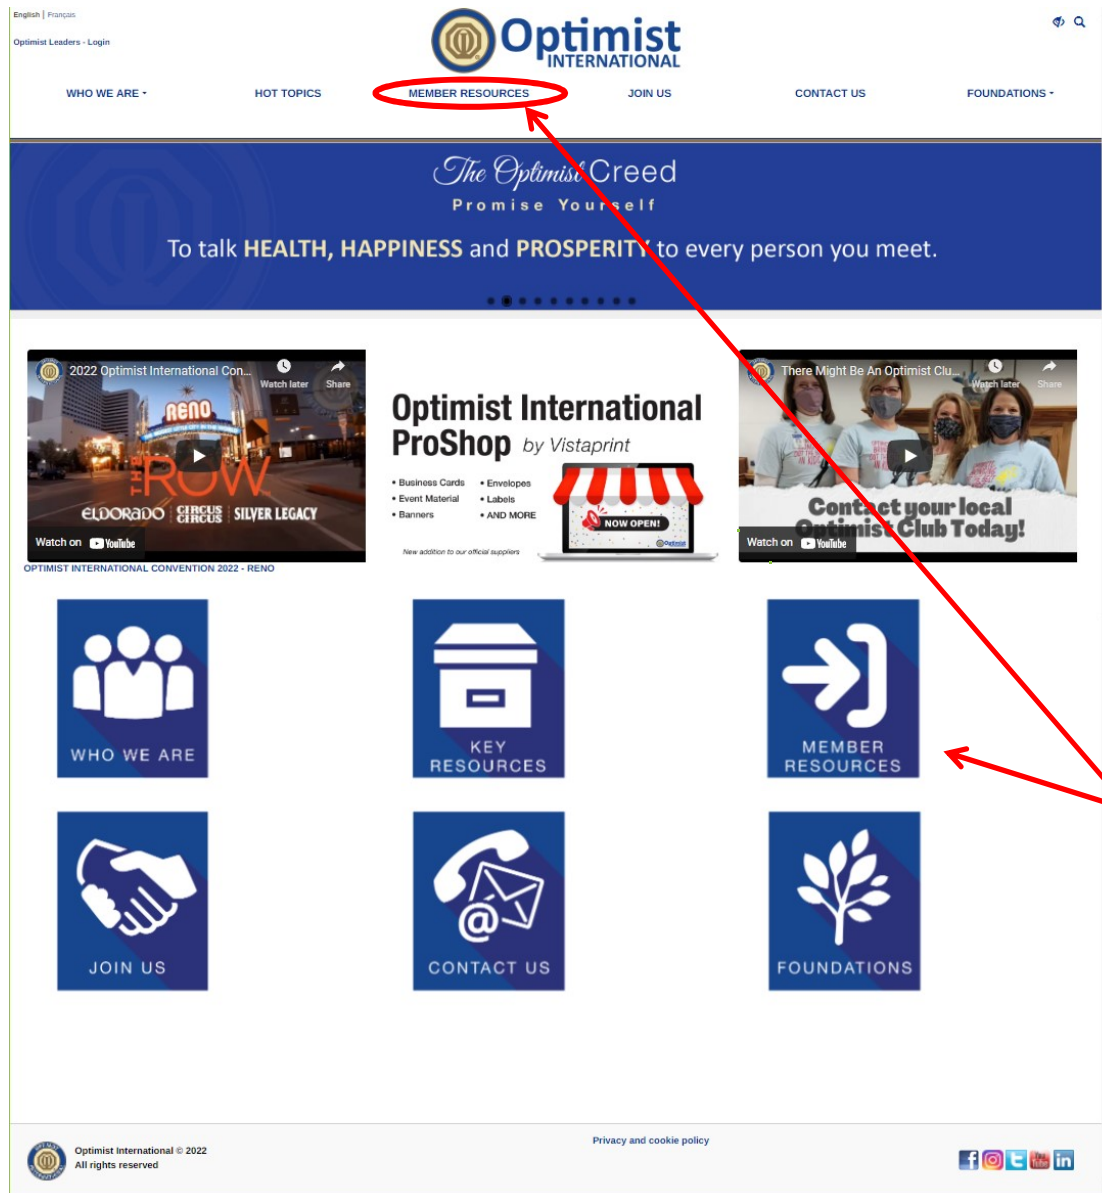 English | Français
Optimist Leaders - Login
Optimist
INTERNATIONAL
WHO WE ARE
HOT TOPICS
MEMBER RESOURCES
JOIN US
CONTACT US
FOUNDATIONS
The Optimist Creed
Promise Yourself
To talk HEALTH, HAPPINESS and PROSPERITY to every person you meet.
2022 Optimist International Con...
Watch later
Share
RENO
THE
ROW
ELDORADO
CIRCUS CIRCUS
SILVER LEGACY
Watch on YouTube
OPTIMIST INTERNATIONAL CONVENTION 2022 - RENO
Optimist International
ProShop by Vistaprint
• Business Cards
• Event Material
• Banners
• Envelopes
• Labels
• AND MORE
New addition to our official suppliers
NOW OPEN!
Optimist
There Might Be An Optimist Clu...
Watch later
Share
Contact your local
Optimist Club Today!
Watch on YouTube
WHO WE ARE
KEY
RESOURCES
MEMBER
RESOURCES
JOIN US
CONTACT US
FOUNDATIONS
Optimist International © 2022
All rights reserved
Privacy and cookie policy
You
Tube